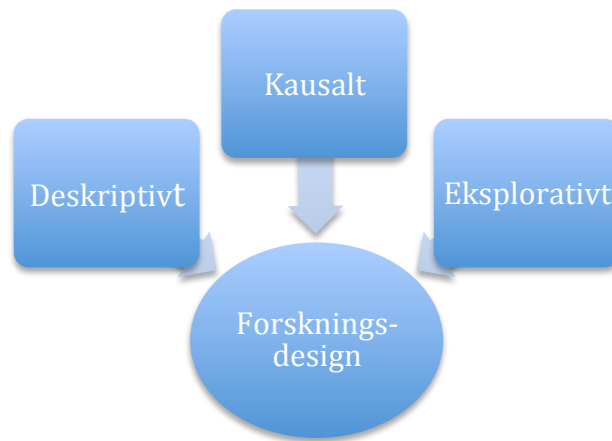 Kausalt
Deskriptivt
Eksplorativt
Forsknings-
design